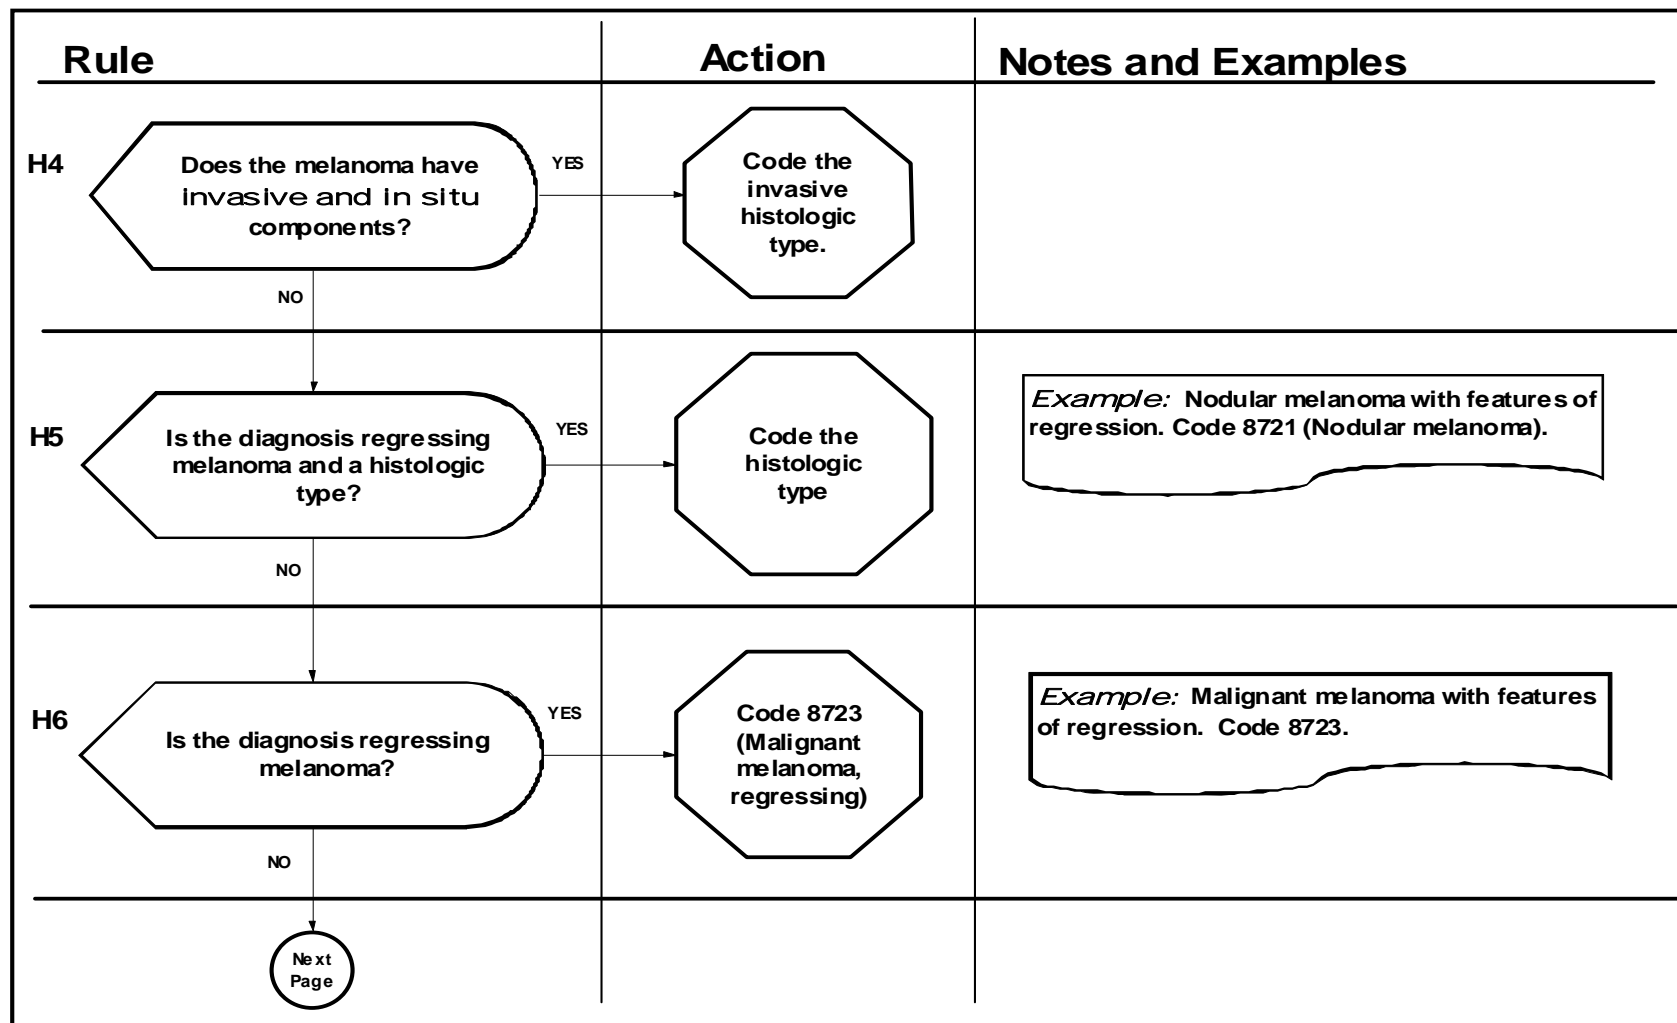 Rule Action Notes and Examples
H4
Does the melanoma have
invasive and in situ
components?
YES
Code the
invasive
histologic
type.
NO
H5
Is the diagnosis regressing
melanoma and a histologic
type?
YES
Code the
histologic
type
Example: Nodular melanoma with features of
regression. Code 8721 (Nodular melanoma).
NO
H6
Is the diagnosis regressing
melanoma?
YES
Code 8723
(Malignant
melanoma,
regressing)
Example: Malignant melanoma with features
of regression. Code 8723.
NO
Next
Page